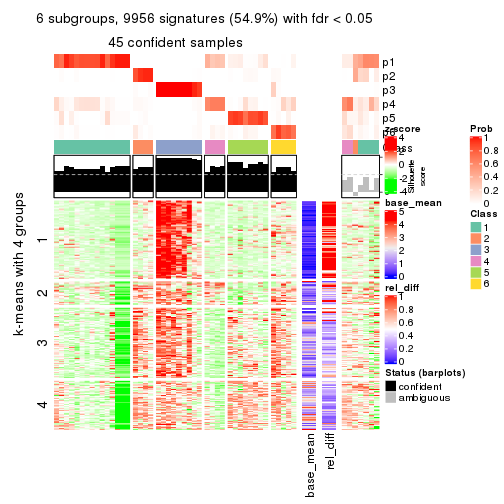 6 subgroups, 9956 signatures (54.9%) with fdr < 0.05
45 confident samples
p1
p2
p3
p4
p5
p6
Class
Silhouette
score
k-means with 4 groups
1
2
3
4
base_mean
rel_diff
z-score
4
2
0
-2
-4
base_mean
5
4
3
2
1
0
rel_diff
1
0.8
0.6
0.4
0.2
0
Status (barplots)
confident
ambiguous
Prob
1
0.8
0.6
0.4
0.2
0
Class
1
2
3
4
5
6